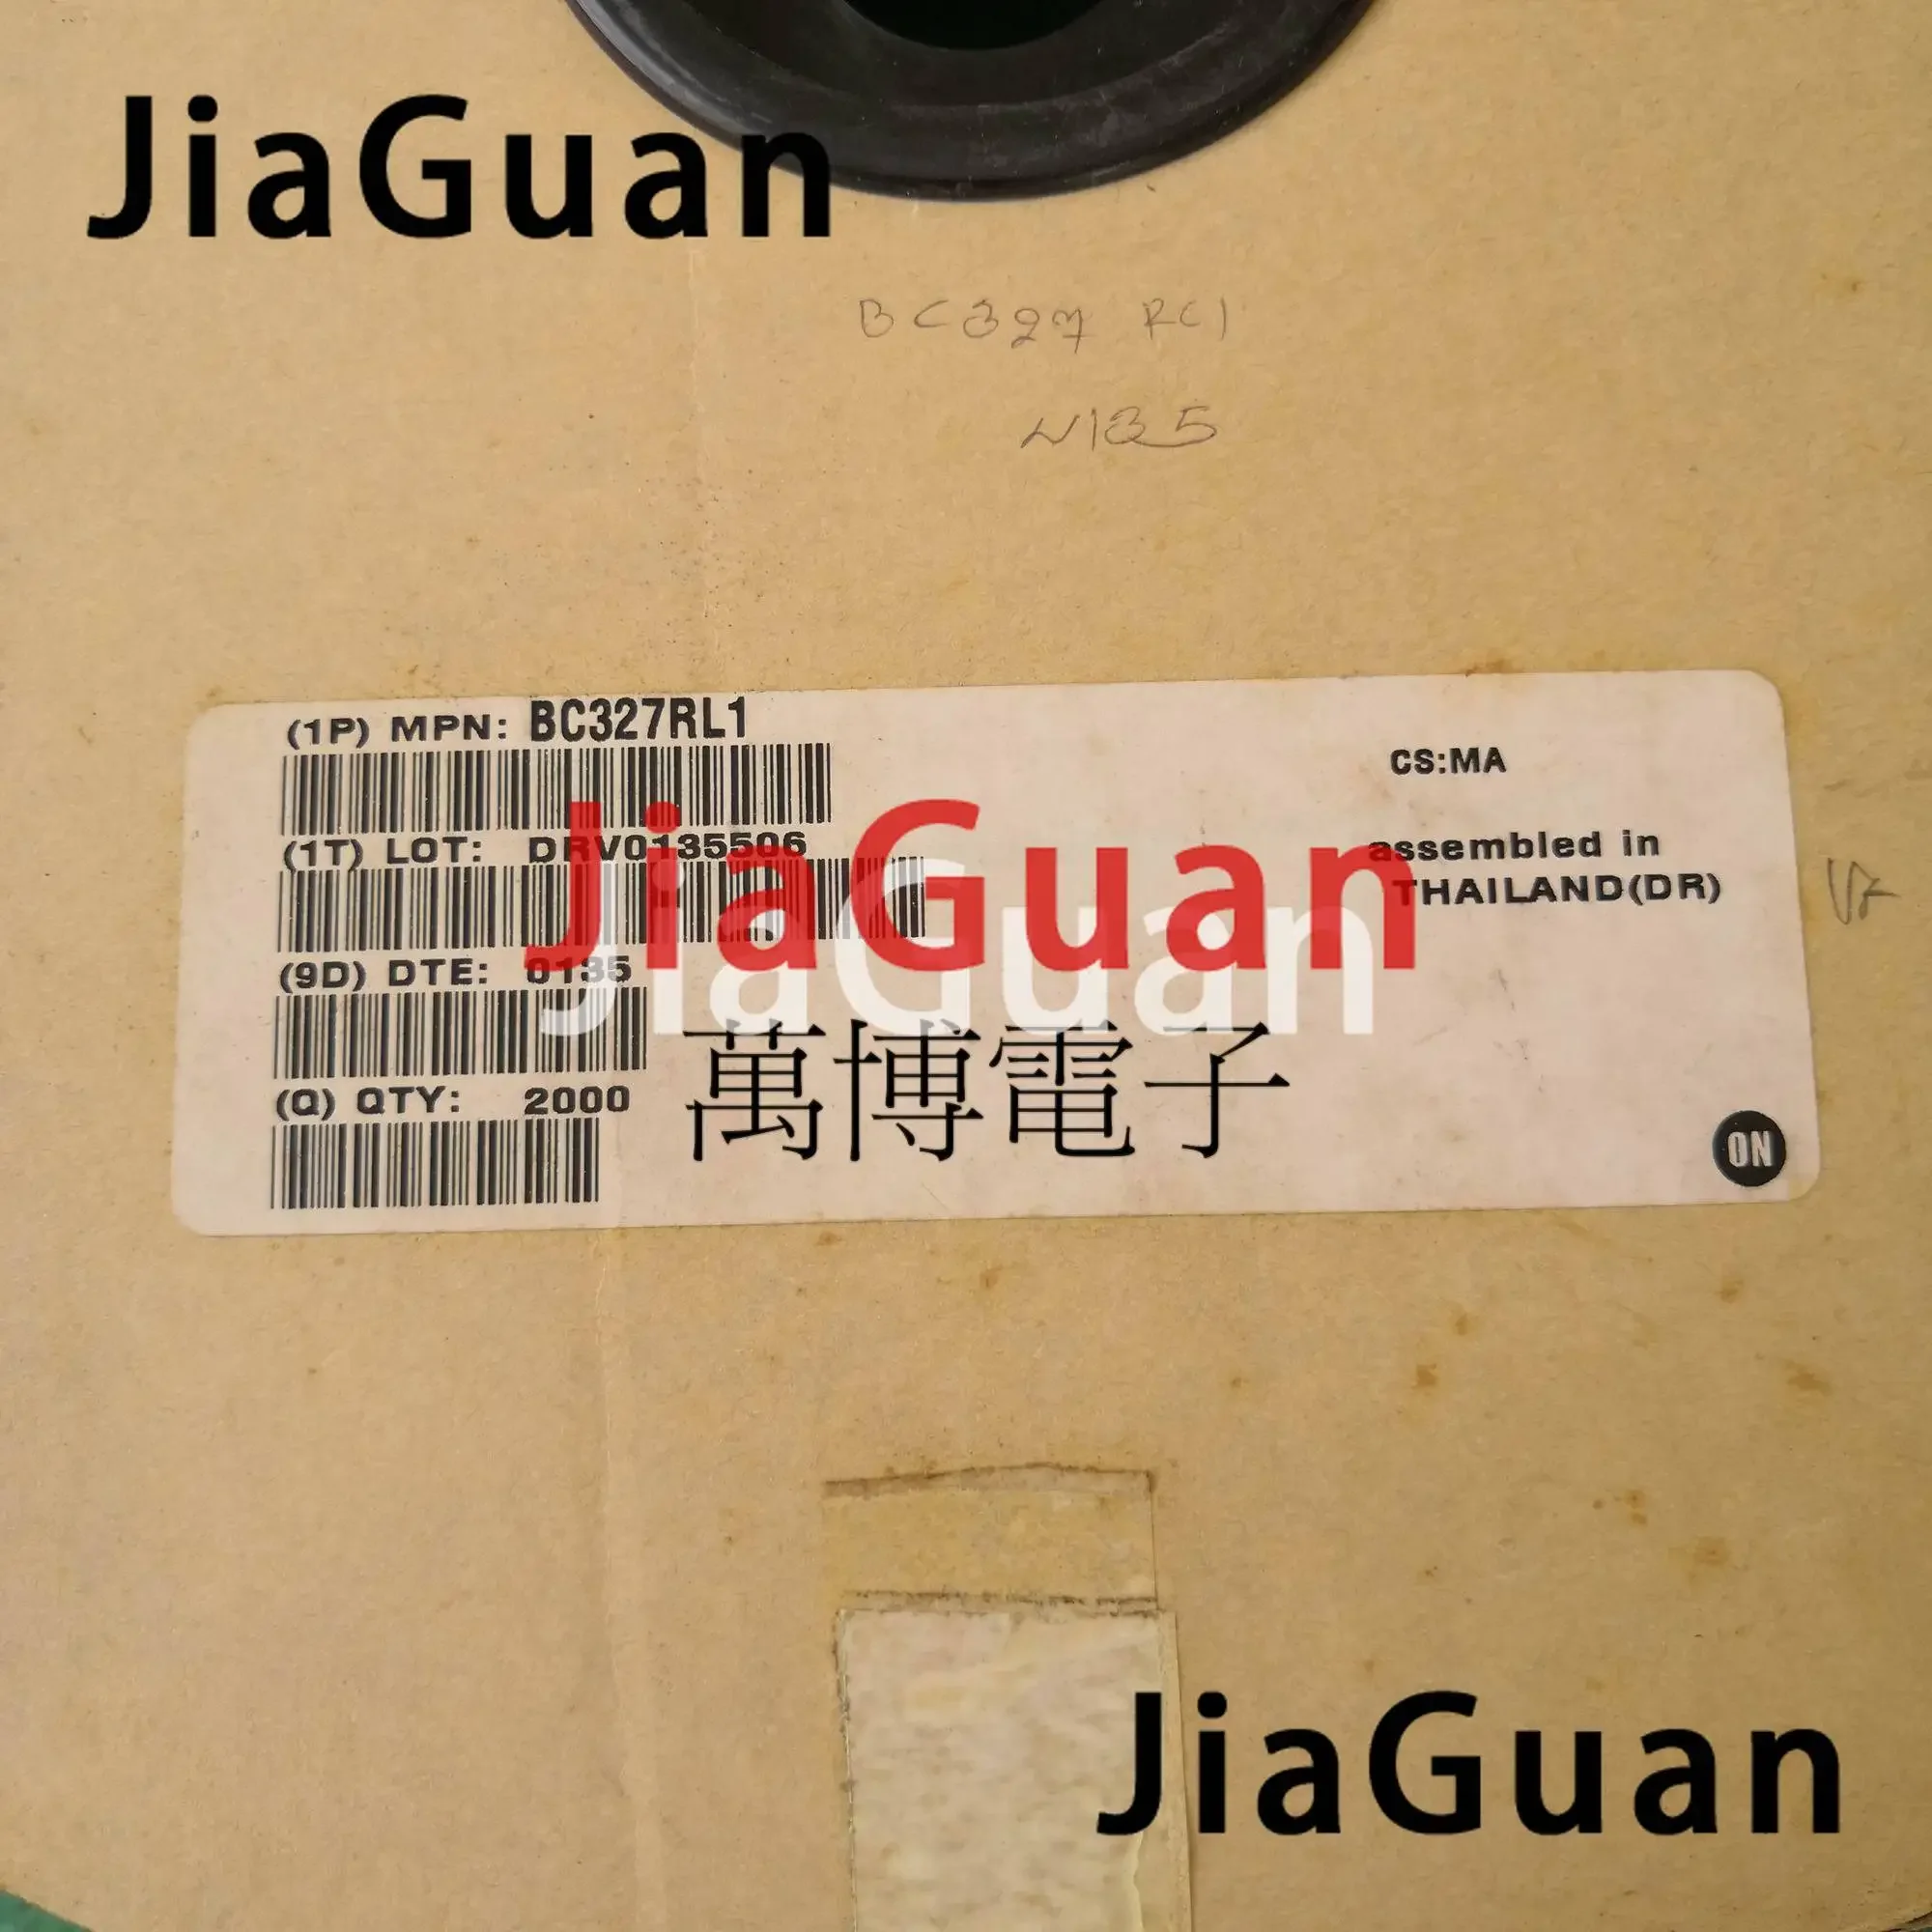 JiaGuan
BC327 RL1
N135
(1P) MPN: BC327RL1
CS:MA
(1T) LOT: DRV0135506
assembled in
THAILAND(DR)
JiaGuan
JiaGuan
(9D) DTE: 0135
萬博電子
(Q) QTY: 2000
ON
JiaGuan